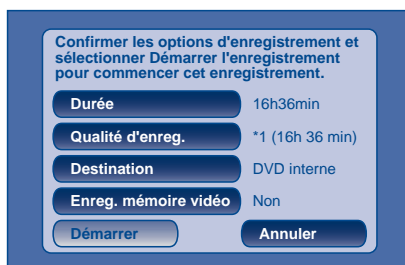 Confirmer les options d'enregistrement et
sélectionner Démarrer l'enregistrement
pour commencer cet enregistrement.
Durée 16h36min
Qualité d'enreg. *1 (16h 36 min)
Destination DVD interne
Enreg. mémoire vidéo Non
Démarrer Annuler